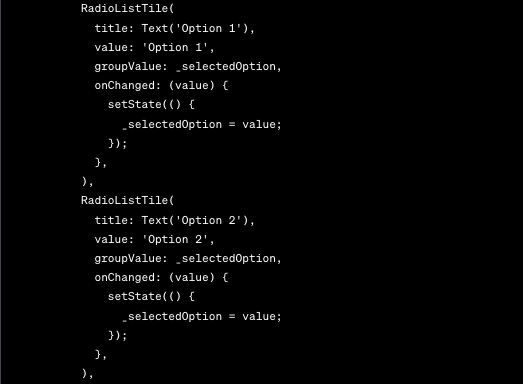 RadioListTile(
  title: Text('Option 1'),
  value: 'Option 1',
  groupValue: _selectedOption,
  onChanged: (value) {
    setState(() {
      _selectedOption = value;
    });
  },
),
RadioListTile(
  title: Text('Option 2'),
  value: 'Option 2',
  groupValue: _selectedOption,
  onChanged: (value) {
    setState(() {
      _selectedOption = value;
    });
  },
),